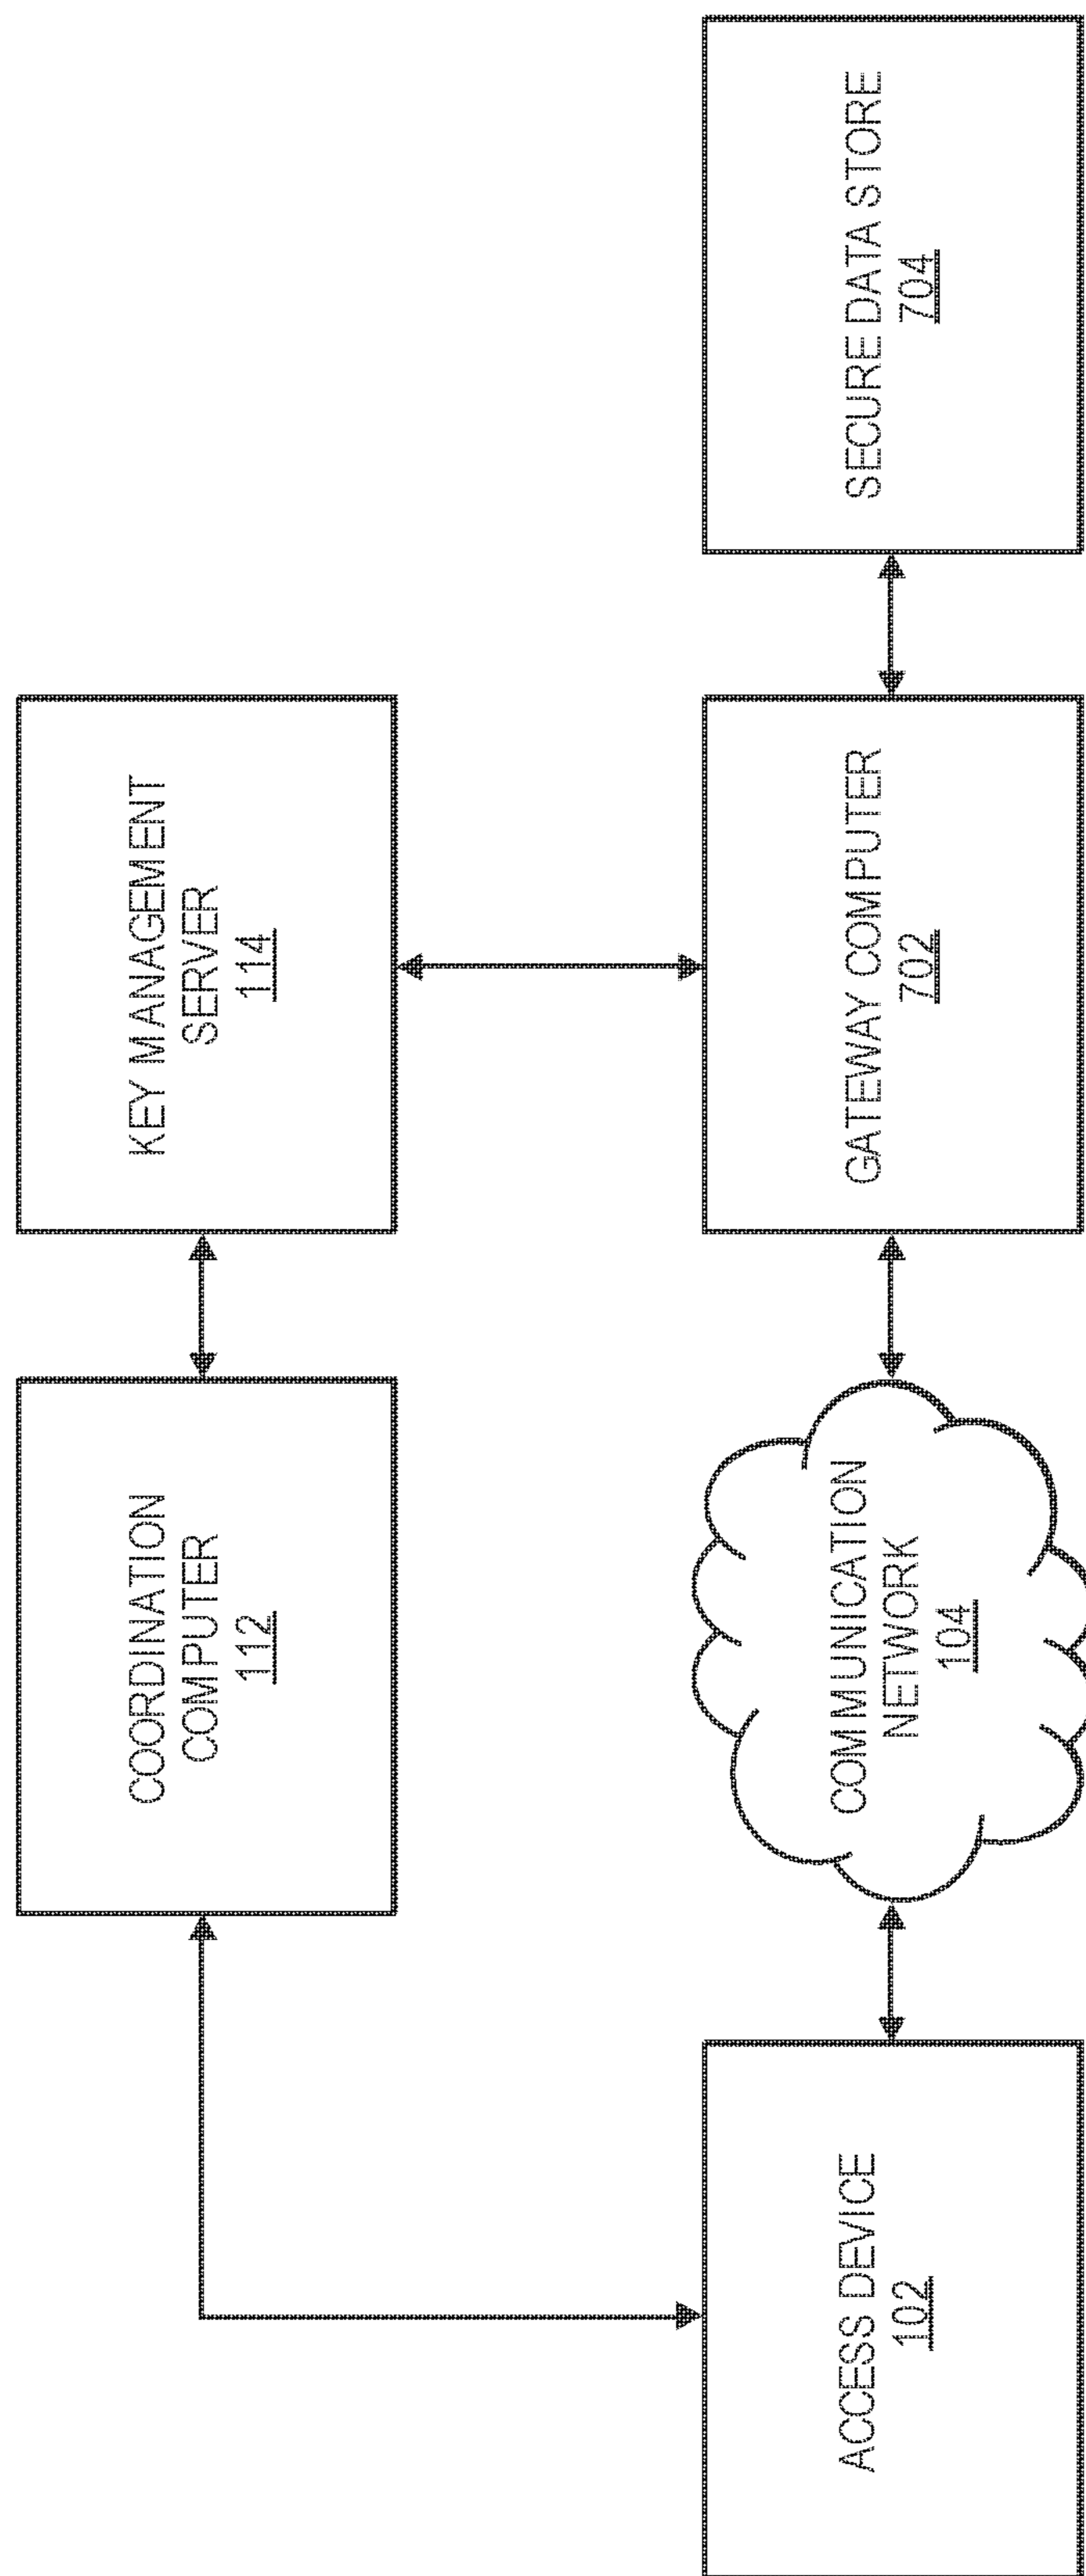 COORDINATION
COMPUTER
112
KEY MANAGEMENT
SERVER
114
ACCESS DEVICE
102
COMMUNICATION
NETWORK
104
GATEWAY COMPUTER
702
SECURE DATA STORE
704